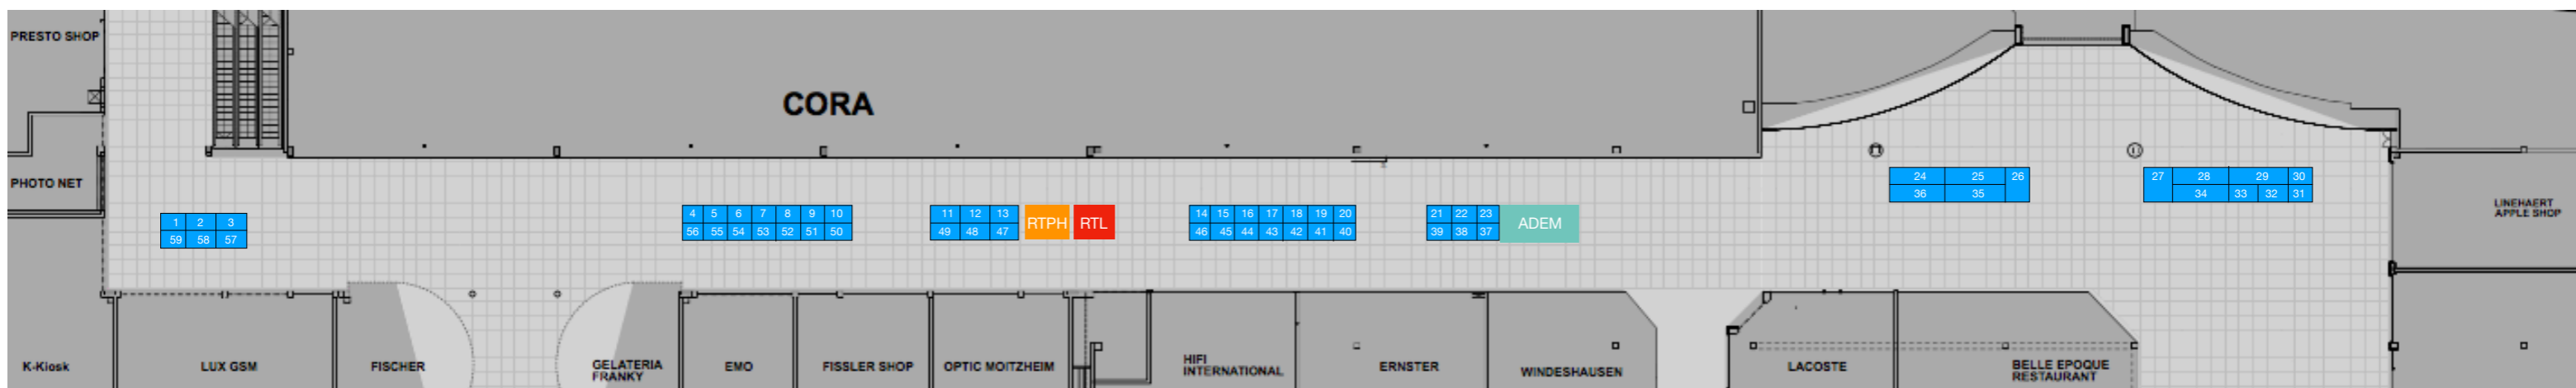 PRESTO SHOP
CORA
PHOTO NET
24 25 26
27 28 29 30
36 35
34 33 32 31
LINEHAERT
APPLE SHOP
1 2 3
59 58 57
4 5 6 7 8 9 10
56 55 54 53 52 51 50
11 12 13
49 48 47
RTPH
RTL
14 15 16 17 18 19 20
46 45 44 43 42 41 40
21 22 23
39 38 37
ADEM
K-Kiosk
LUX GSM
FISCHER
GELATERIA
FRANKY
EMO
FISSLER SHOP
OPTIC MOITZHEIM
HIFI
INTERNATIONAL
ERNSTER
WINDESHAUSEN
LACOSTE
BELLE EPOQUE
RESTAURANT